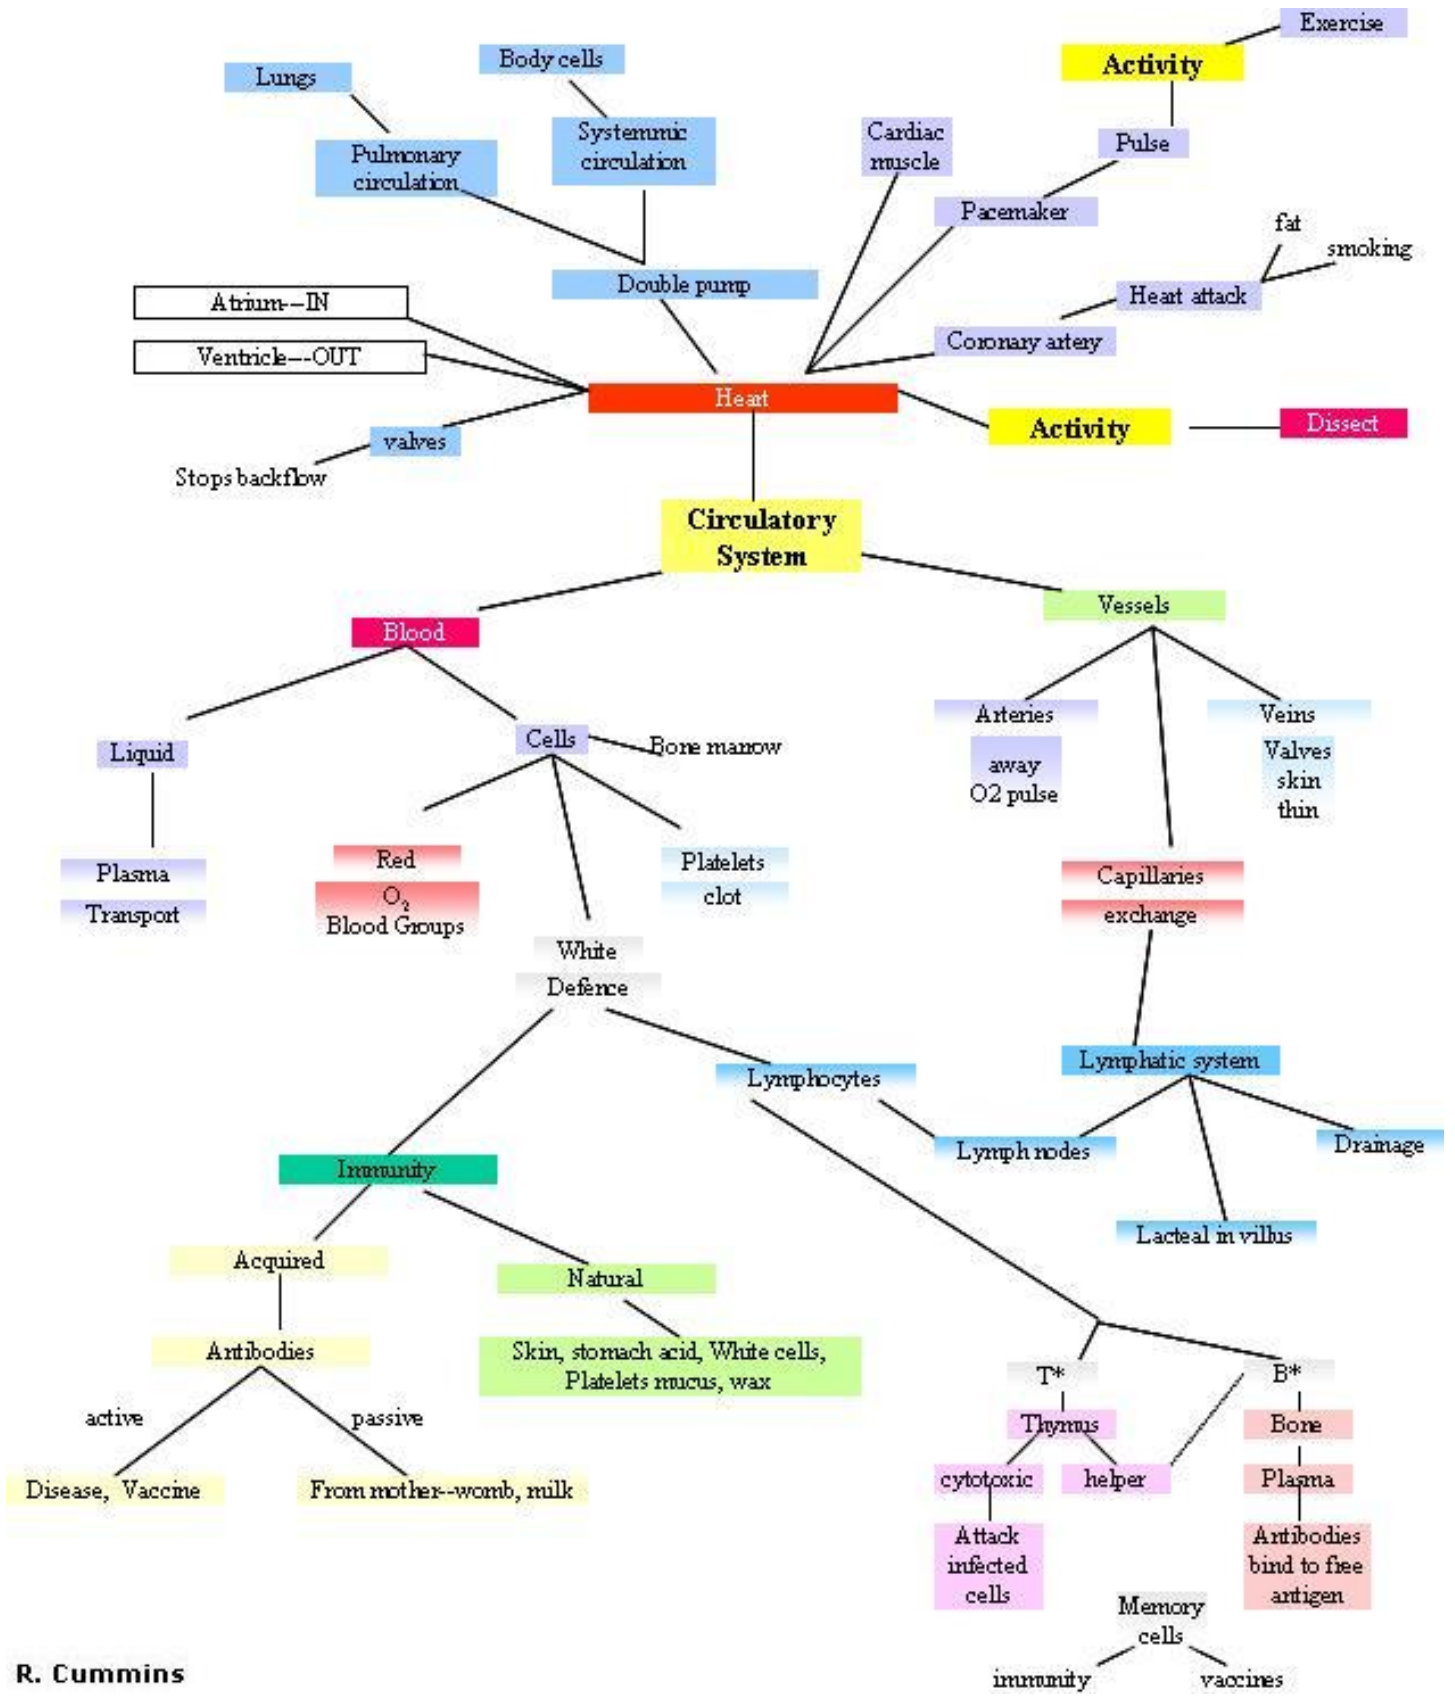 Exercise
Body cells
Activity
Lungs
Systemmic
circulation
Cardiac
muscle
Pulse
Pulmonary
circulation
Pacemaker
fat
smoking
Double pump
Heart attack
Atrium---IN
Coronary artery
Ventricle---OUT
Heart
Activity
Dissect
valves
Stops backflow
Circulatory
System
Vessels
Blood
Arteries
Veins
Cells
Bone marrow
Liquid
away
O2 pulse
Valves
skin
thin
Red
Platelets
Plasma
Capillaries
O2
Blood Groups
clot
Transport
exchange
White
Defence
Lymphatic system
Lymphocytes
Lymph nodes
Drainage
Immunity
Lacteal in villus
Acquired
Natural
Antibodies
Skin, stomach acid, White cells,
Platelets mucus, wax
T*
B*
active
passive
Thymus
Bone
Disease, Vaccine
From mother--womb, milk
cytotoxic
helper
Plasma
Attack
infected
cells
Antibodies
bind to free
antigen
Memory
cells
immunity
vaccines
R. Cummins